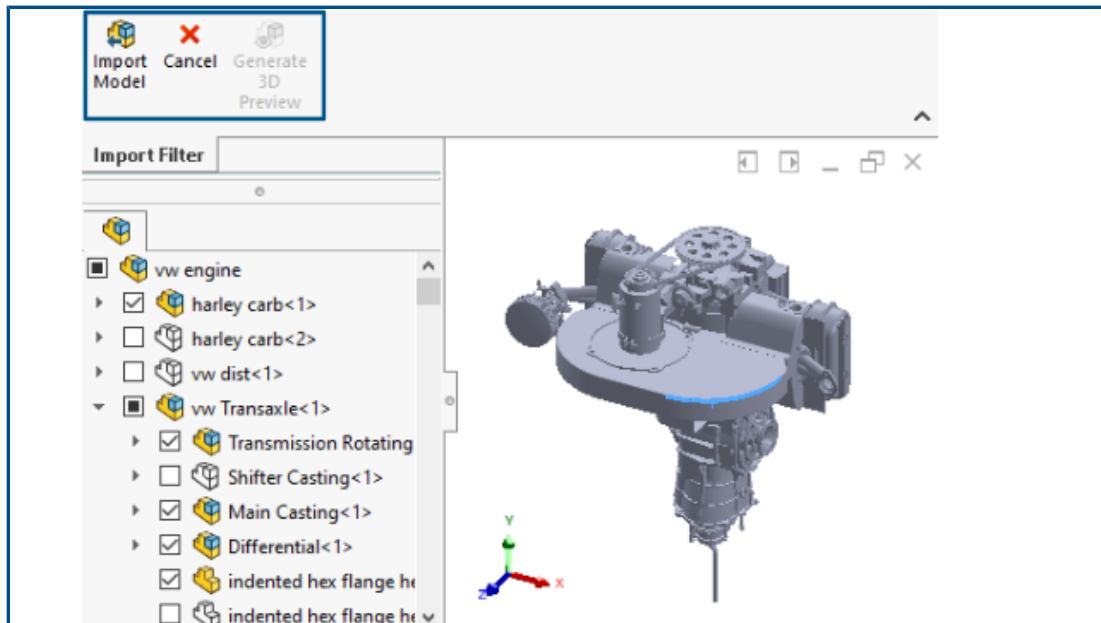 Import Cancel Generate
Model 3D
Preview
Import Filter
vw engine
harley carb<1>
harley carb<2>
vw dist<1>
vw Transaxle<1>
Transmission Rotating
Shifter Casting<1>
Main Casting<1>
Differential<1>
indented hex flange he
indented hex flange he
Y
X
Z